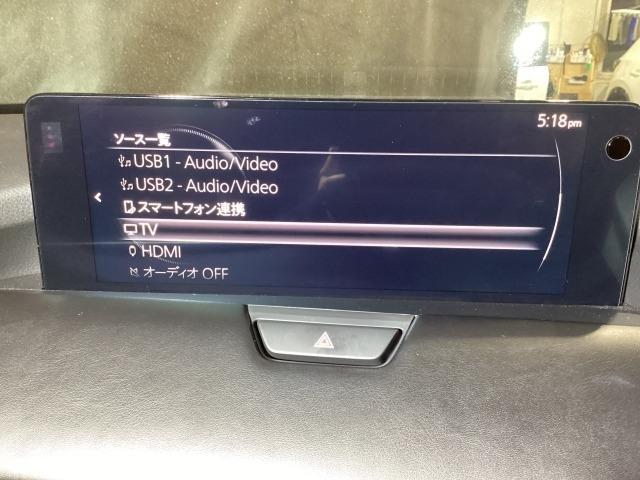 5:18pm
ソース一覧
USB1 - Audio/Video
USB2 - Audio/Video
スマートフォン連携
TV
HDMI
オーディオ OFF